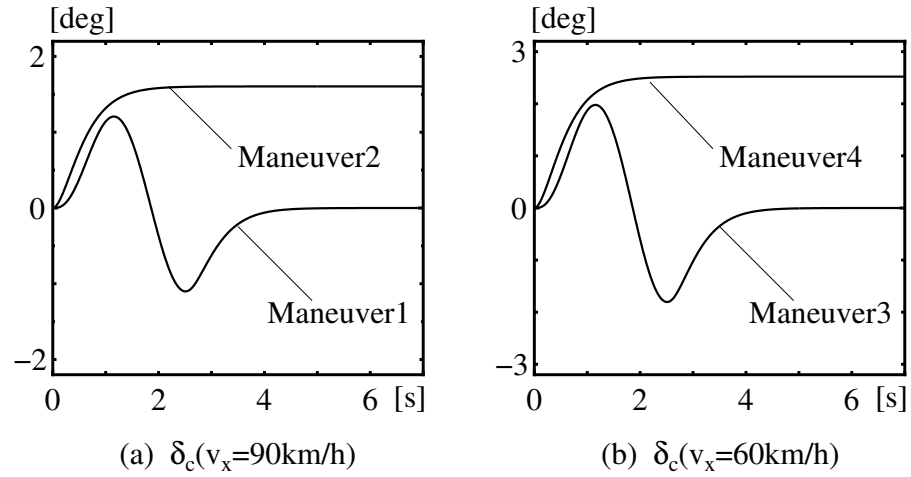 [deg]
2
0
−2
Maneuver2
Maneuver1
0 2 4 6 [s]
(a) δc(vx=90km/h)
[deg]
3
0
−3
Maneuver4
Maneuver3
0 2 4 6 [s]
(b) δc(vx=60km/h)